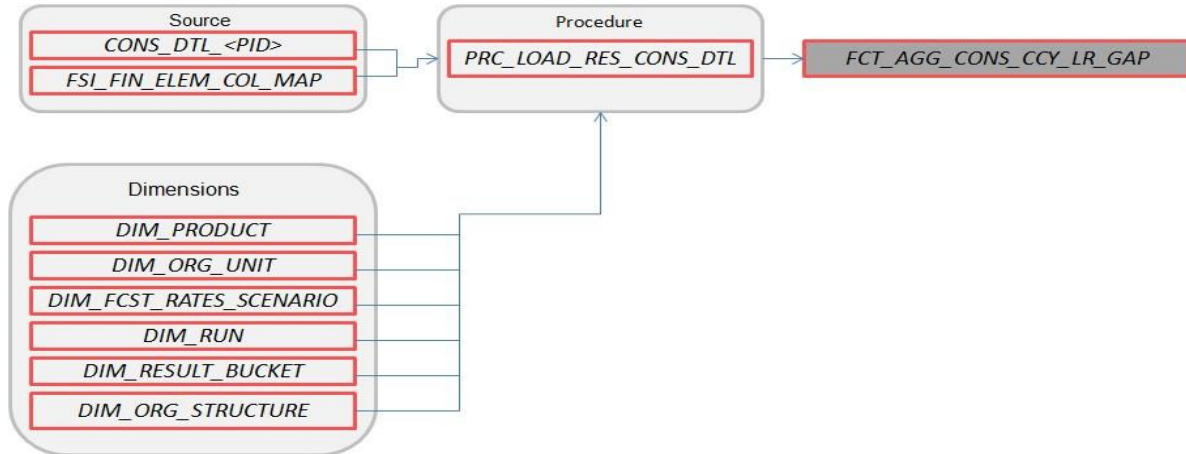 Source
CONS_DTL_<PID>
FSI_FIN_ELEM_COL_MAP
Procedure
PRC_LOAD_RES_CONS_DTL
FCT_AGG_CONS_CCY_LR_GAP
Dimensions
DIM_PRODUCT
DIM_ORG_UNIT
DIM_FCST_RATES_SCENARIO
DIM_RUN
DIM_RESULT_BUCKET
DIM_ORG_STRUCTURE